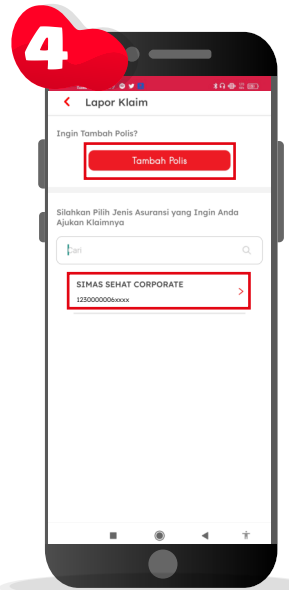 4
Lapor Klaim
Ingin Tambah Polis?
Tambah Polis
Silahkan Pilih Jenis Asuransi yang Ingin Anda
Ajukan Klaimnya
Cari
SIMAS SEHAT CORPORATE
1230000006xxxx